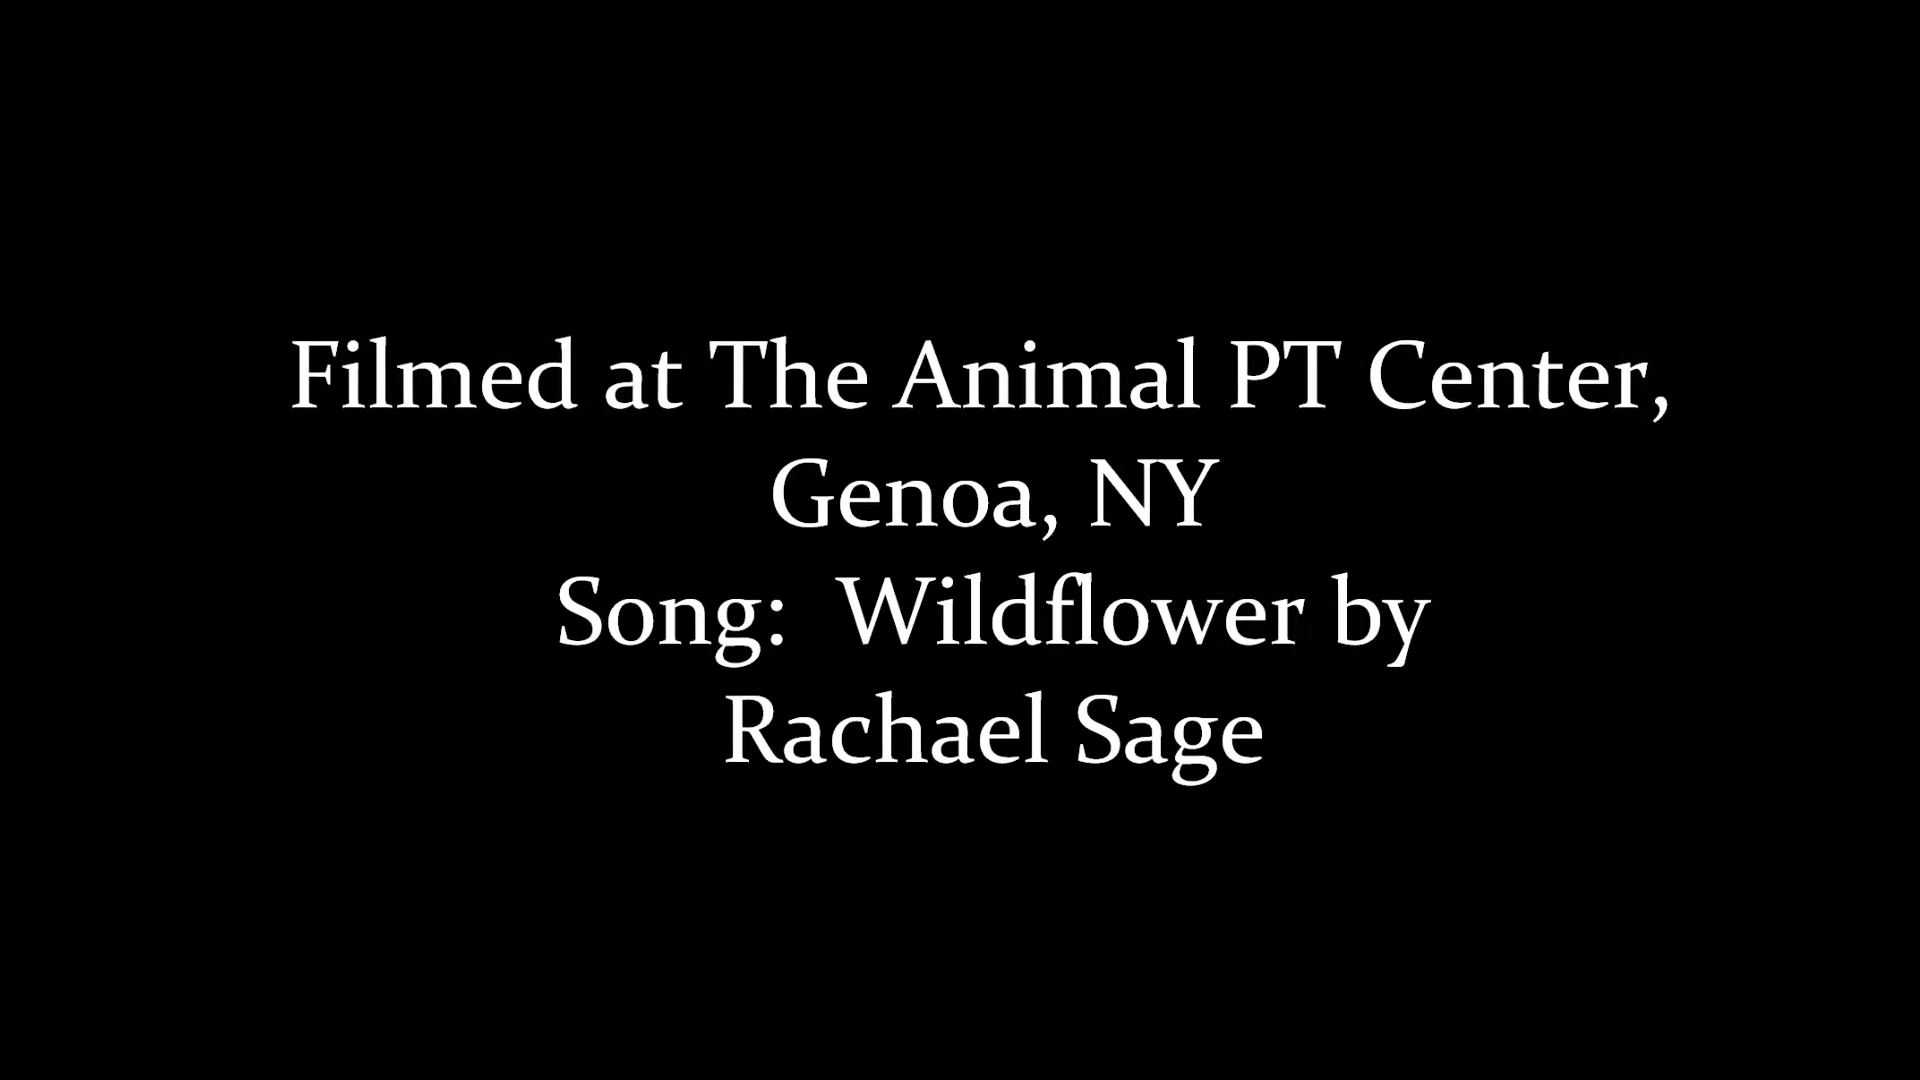 Filmed at The Animal PT Center,
Genoa, NY
Song:  Wildflower by
Rachael Sage